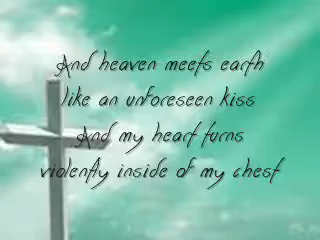 And heaven meets earth
like an unforeseen kiss
And my heart turns
violently inside of my chest